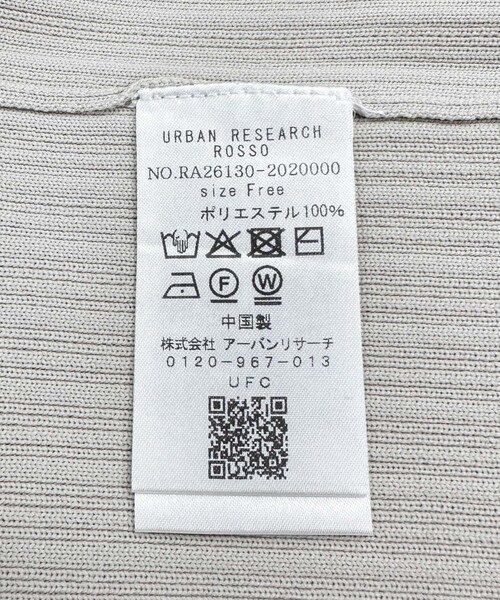 URBAN RESEARCH
ROSSO
NO.RA26130-2020000
size Free
ポリエステル100%
F W
中国製
株式会社 アーバンリサーチ
0120-967-013
UFC